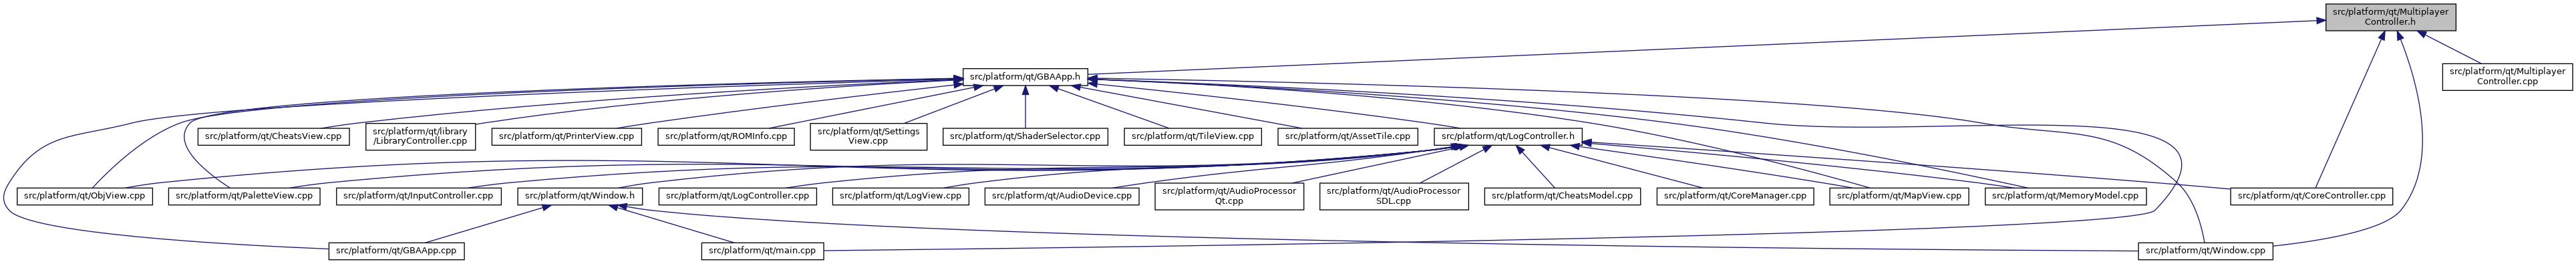 src/platform/qt/Multiplayer
Controller.h
src/platform/qt/GBAApp.h
src/platform/qt/Multiplayer
Controller.cpp
src/platform/qt/CheatsView.cpp
src/platform/qt/library
/LibraryController.cpp
src/platform/qt/PrinterView.cpp
src/platform/qt/ROMInfo.cpp
src/platform/qt/Settings
View.cpp
src/platform/qt/ShaderSelector.cpp
src/platform/qt/TileView.cpp
src/platform/qt/AssetTile.cpp
src/platform/qt/LogController.h
src/platform/qt/ObjView.cpp
src/platform/qt/PaletteView.cpp
src/platform/qt/InputController.cpp
src/platform/qt/Window.h
src/platform/qt/LogController.cpp
src/platform/qt/LogView.cpp
src/platform/qt/AudioDevice.cpp
src/platform/qt/AudioProcessor
Qt.cpp
src/platform/qt/AudioProcessor
SDL.cpp
src/platform/qt/CheatsModel.cpp
src/platform/qt/CoreManager.cpp
src/platform/qt/MapView.cpp
src/platform/qt/MemoryModel.cpp
src/platform/qt/CoreController.cpp
src/platform/qt/GBAApp.cpp
src/platform/qt/main.cpp
src/platform/qt/Window.cpp